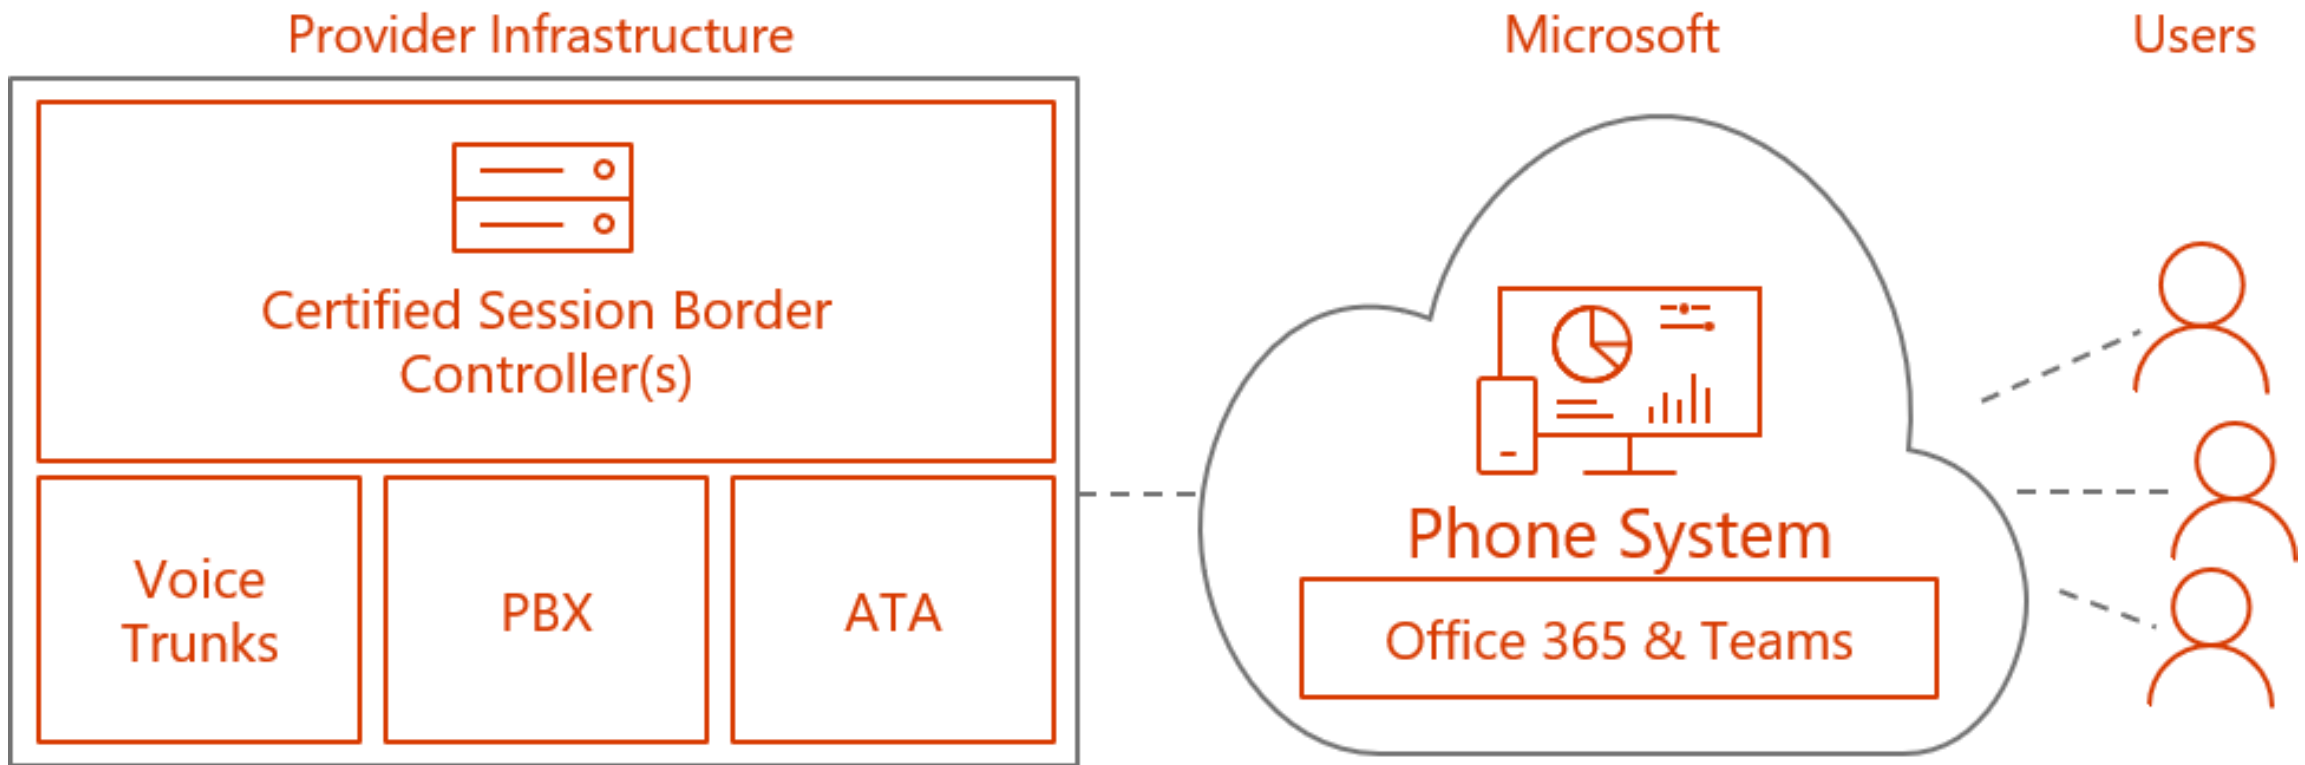 Provider Infrastructure
Microsoft
Users
Certified Session Border
Controller(s)
Voice
Trunks
PBX
ATA
Phone System
Office 365 & Teams